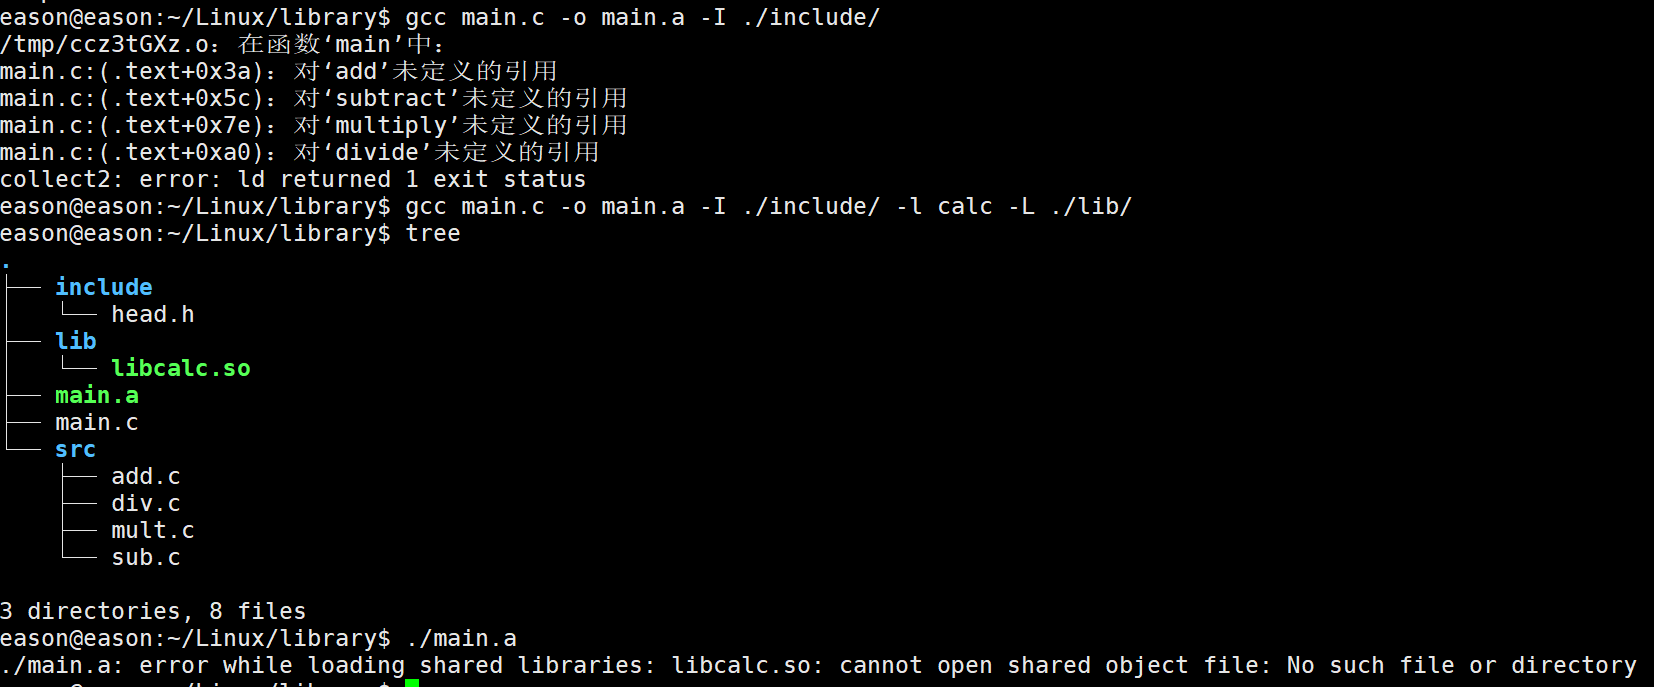 eason@eason:~/Linux/library$ gcc main.c -o main.a -I ./include/
/tmp/ccz3tGXz.o：在函数‘main’中：
main.c:(.text+0x3a)：对‘add’未定义的引用
main.c:(.text+0x5c)：对‘subtract’未定义的引用
main.c:(.text+0x7e)：对‘multiply’未定义的引用
main.c:(.text+0xa0)：对‘divide’未定义的引用
collect2: error: ld returned 1 exit status
eason@eason:~/Linux/library$ gcc main.c -o main.a -I ./include/ -l calc -L ./lib/
eason@eason:~/Linux/library$ tree
.
├── include
│   └── head.h
├── lib
│   └── libcalc.so
├── main.a
├── main.c
└── src
    ├── add.c
    ├── div.c
    ├── mult.c
    └── sub.c
3 directories, 8 files
eason@eason:~/Linux/library$ ./main.a
./main.a: error while loading shared libraries: libcalc.so: cannot open shared object file: No such file or directory